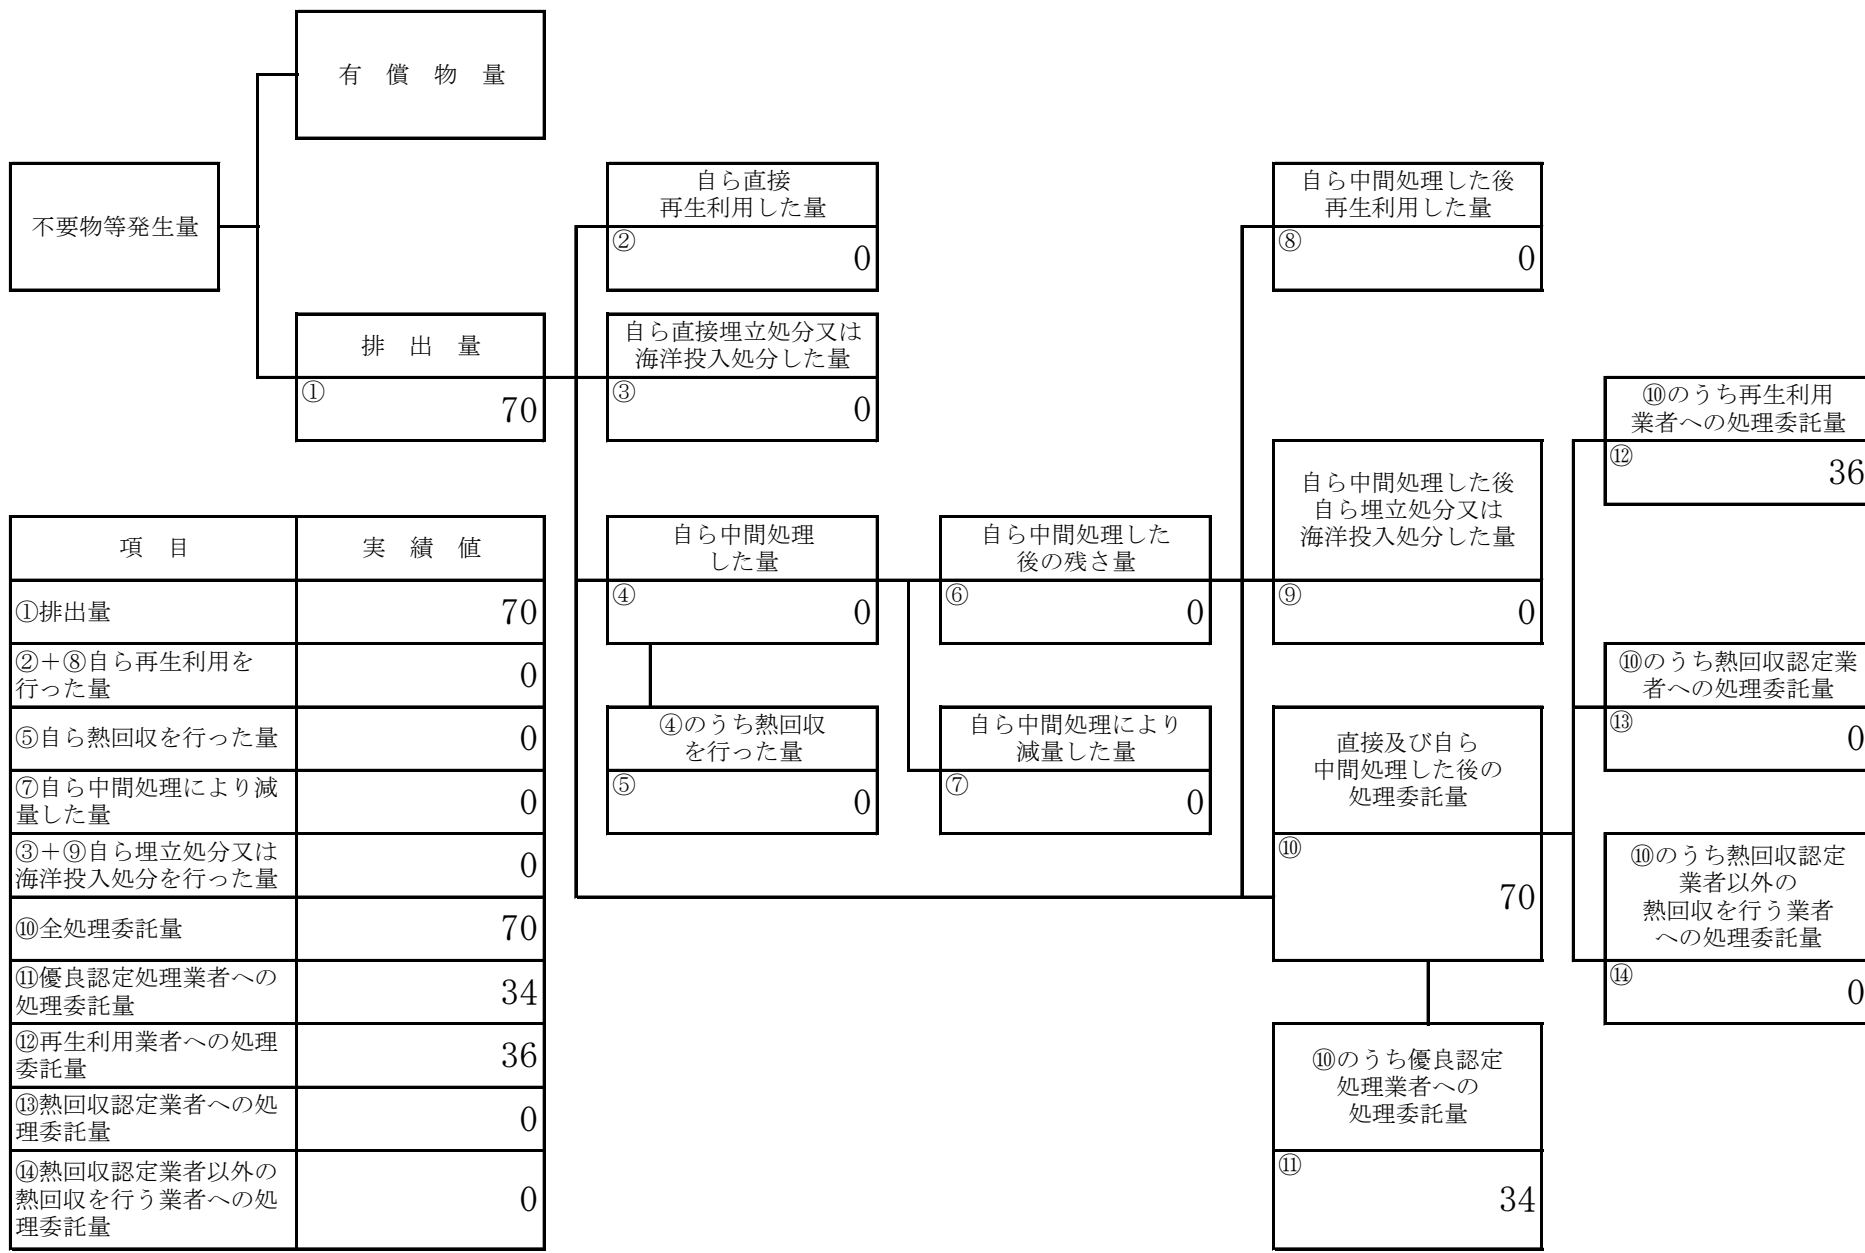 有 償 物 量
不要物等発生量
排 出 量
①
70
自ら直接
再生利用した量
②
0
自ら直接埋立処分又は
海洋投入処分した量
③
0
自ら中間処理
した量
④
0
④のうち熱回収
を行った量
⑤
0
自ら中間処理した
後の残さ量
⑥
0
自ら中間処理により
減量した量
⑦
0
自ら中間処理した後
再生利用した量
⑧
0
自ら中間処理した後
自ら埋立処分又は
海洋投入処分した量
⑨
0
直接及び自ら
中間処理した後の
処理委託量
⑩
70
⑩のうち優良認定
処理業者への
処理委託量
⑪
34
⑩のうち再生利用
業者への処理委託量
⑫
36
⑩のうち熱回収認定業
者への処理委託量
⑬
0
⑩のうち熱回収認定
業者以外の
熱回収を行う業者
への処理委託量
⑭
0
項 目
実 績 値
①排出量
70
②＋⑧自ら再生利用を
行った量
0
⑤自ら熱回収を行った量
0
⑦自ら中間処理により減
量した量
0
③＋⑨自ら埋立処分又は
海洋投入処分を行った量
0
⑩全処理委託量
70
⑪優良認定処理業者への
処理委託量
34
⑫再生利用業者への処理
委託量
36
⑬熱回収認定業者への処
理委託量
0
⑭熱回収認定業者以外の
熱回収を行う業者への処
理委託量
0